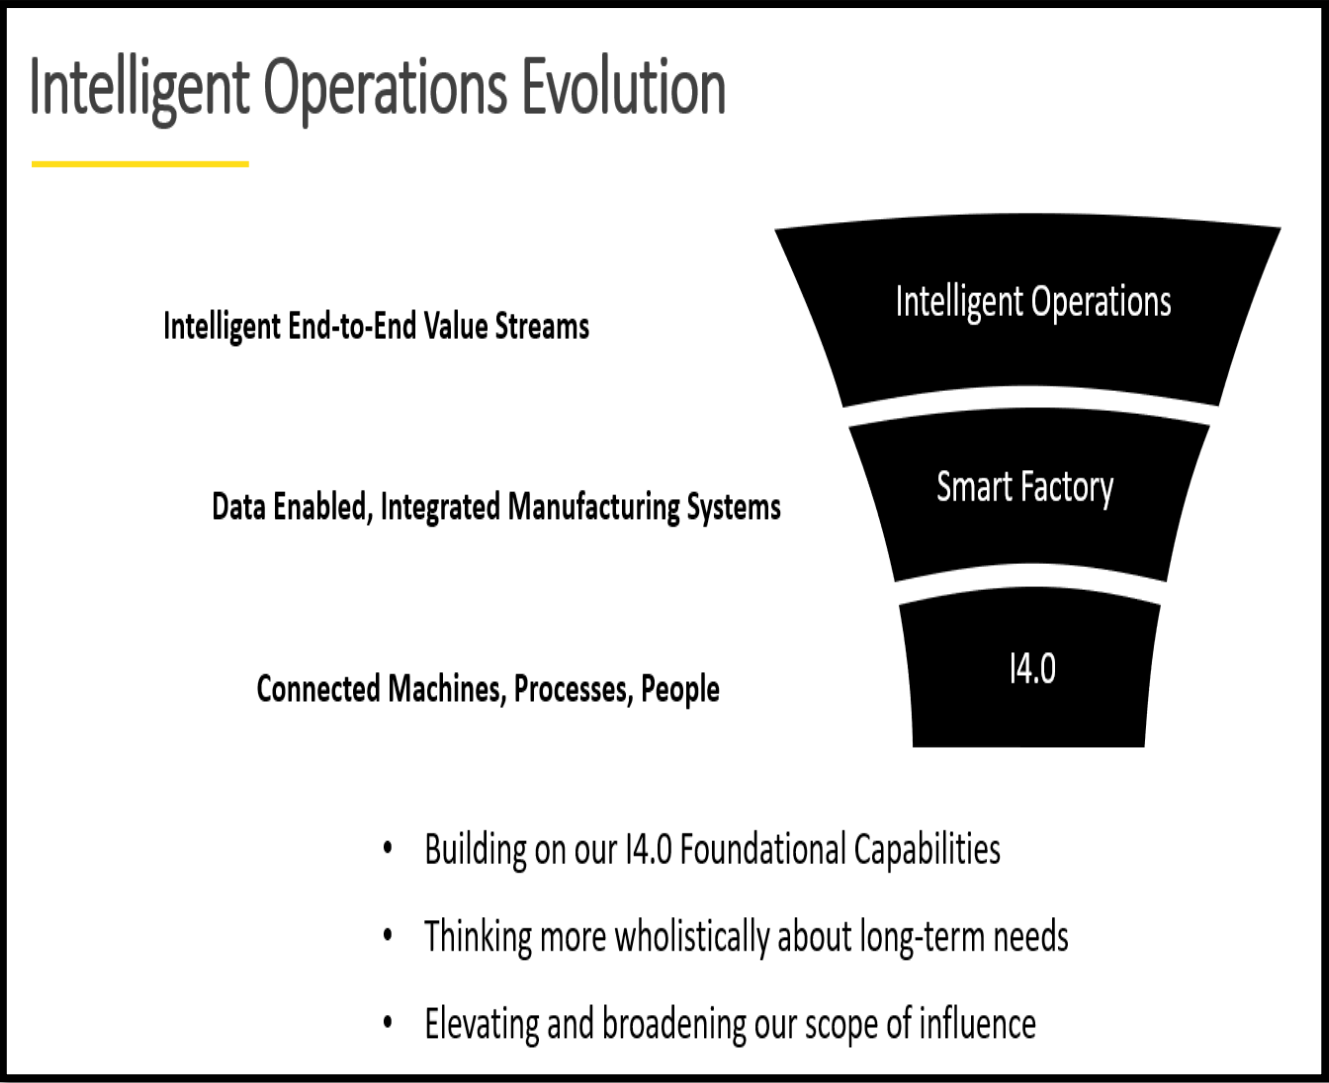 Intelligent Operations Evolution
Intelligent Operations
Intelligent End-to-End Value Streams
Smart Factory
Data Enabled, Integrated Manufacturing Systems
I4.0
Connected Machines, Processes, People
• Building on our I4.0 Foundational Capabilities
• Thinking more wholistically about long-term needs
• Elevating and broadening our scope of influence